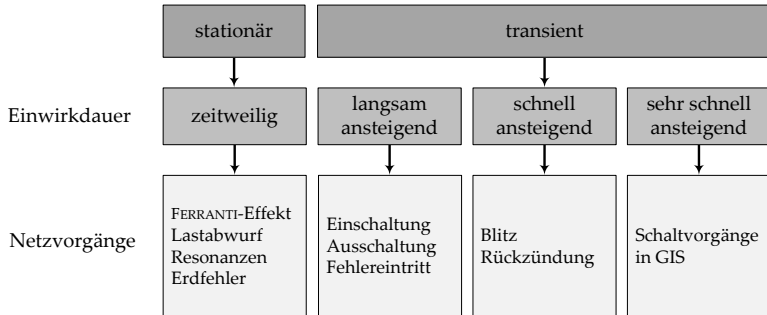 stationär
transient
Einwirkdauer
zeitweilig
langsam
ansteigend
schnell
ansteigend
sehr schnell
ansteigend
Netzvorgänge
FERRANTI-Effekt
Lastabwurf
Resonanzen
Erdfehler
Einschaltung
Ausschaltung
Fehlereintritt
Blitz
Rückzündung
Schaltvorgänge
in GIS